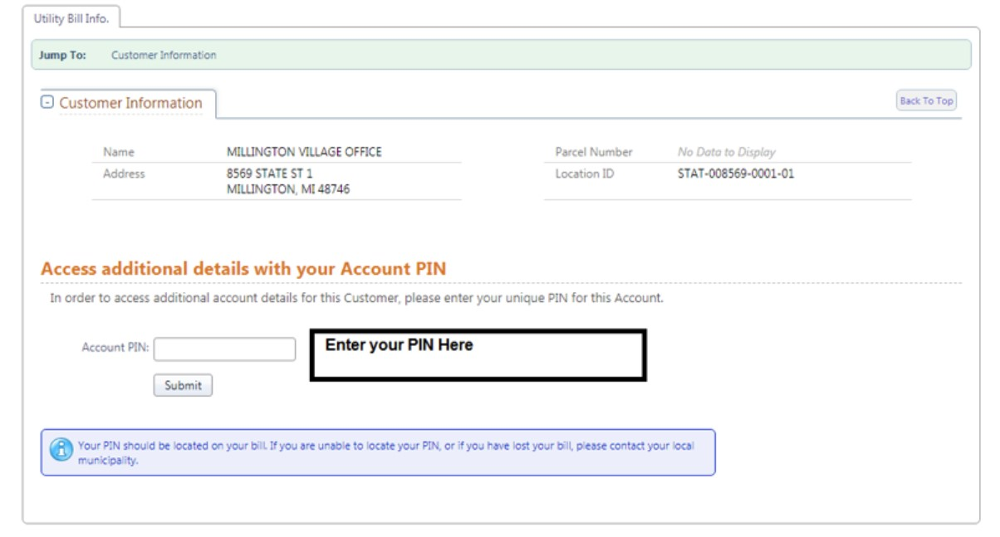 Utility Bill Info.
Jump To: Customer Information
- Customer Information
Back To Top
Name MILLINGTON VILLAGE OFFICE
Parcel Number No Data to Display
Address 8569 STATE ST 1
MILLINGTON, MI 48746
Location ID STAT-008569-0001-01
Access additional details with your Account PIN
In order to access additional account details for this Customer, please enter your unique PIN for this Account.
Account PIN:
Enter your PIN Here
Submit
Your PIN should be located on your bill. If you are unable to locate your PIN, or if you have lost your bill, please contact your local
municipality.